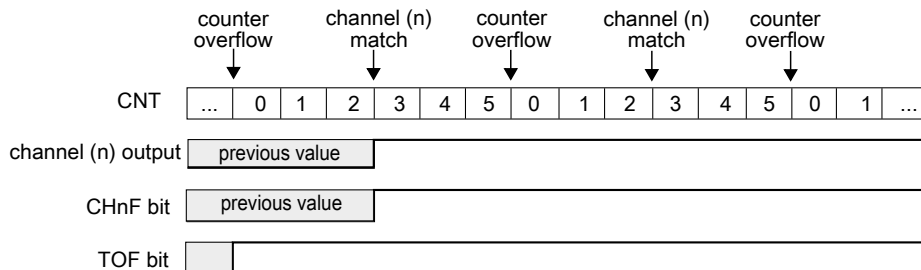 counter overflow
channel (n) match
counter overflow
channel (n) match
counter overflow
CNT ... 0 1 2 3 4 5 0 1 2 3 4 5 0 1 ...
channel (n) output previous value
CHnF bit previous value
TOF bit